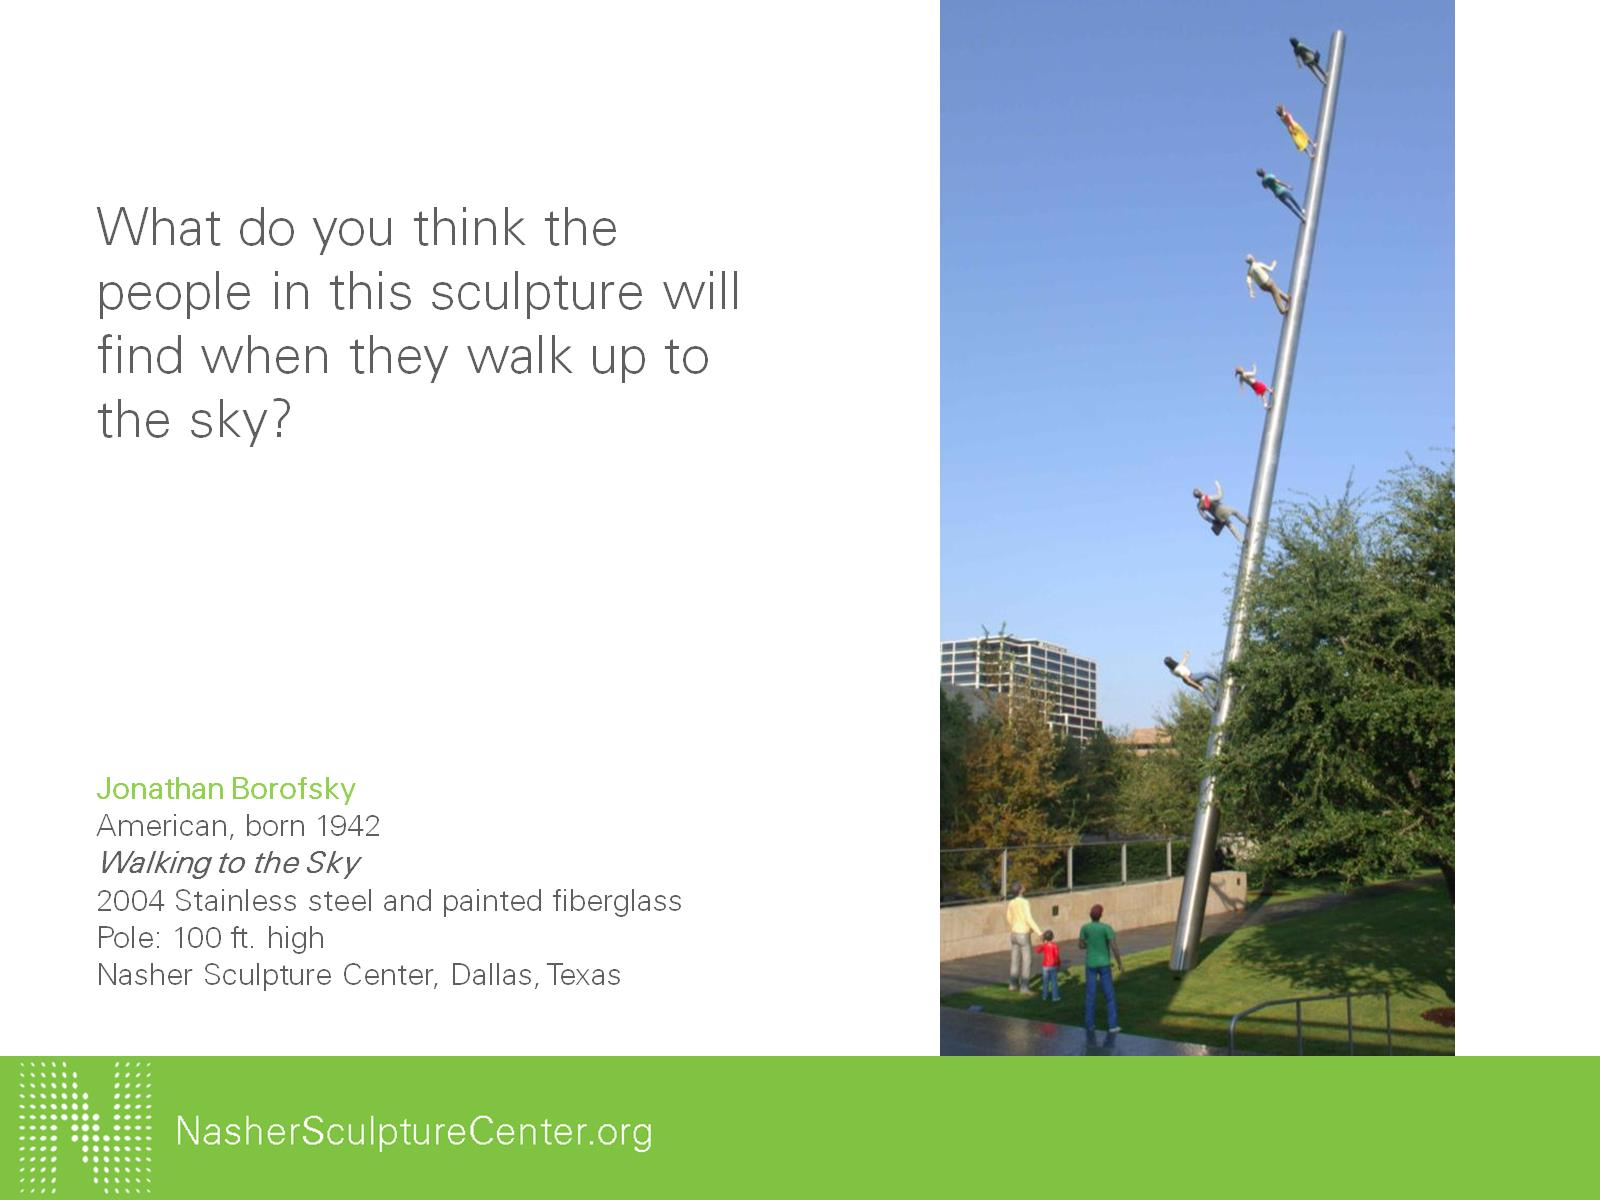 What do you think the
people in this sculpture will
find when they walk up to
the sky?
Jonathan Borofsky
American, born 1942
Walking to the Sky
2004 Stainless steel and painted fiberglass
Pole: 100 ft. high
Nasher Sculpture Center, Dallas, Texas
NasherSculptureCenter.org